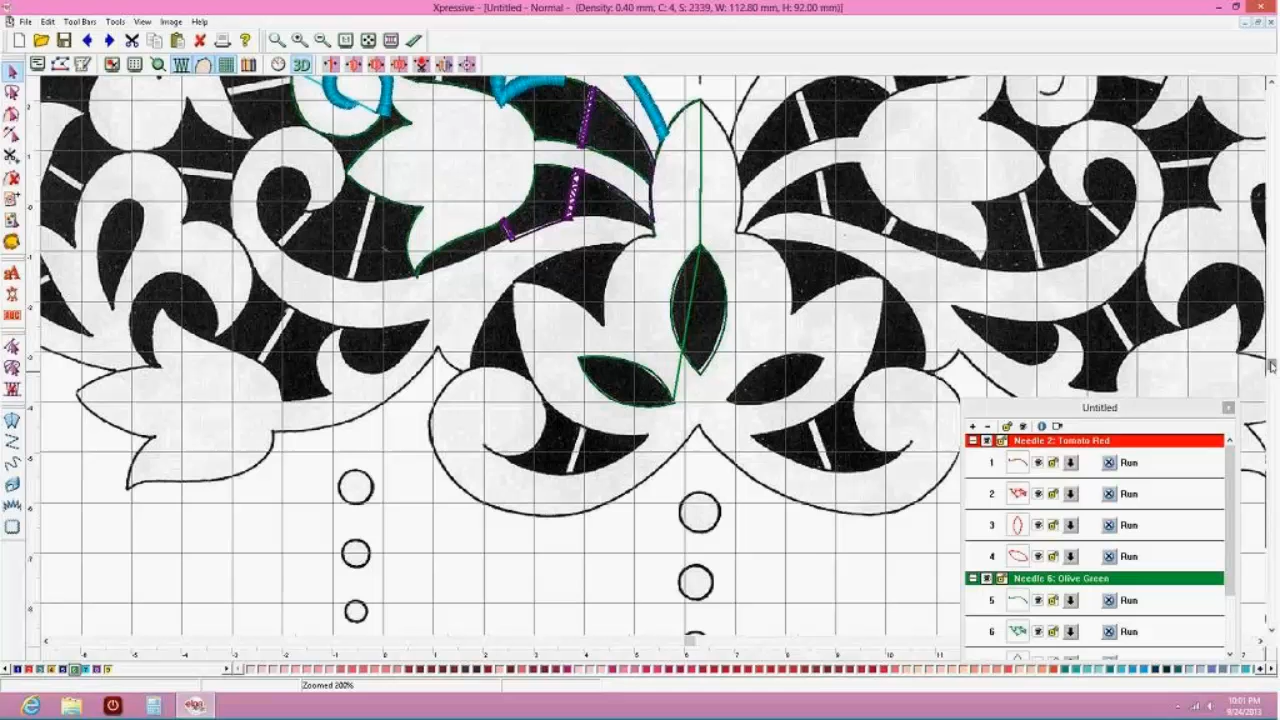 Xpressive - [Untitled - Normal - (Density: 0.40 mm, C: 4, S: 2339, W: 112.80 mm, H: 92.00 mm)]
File Edit Tool Bars Tools View Image Help
3D
Untitled
Needle 2: Tomato Red
1 Run
2 Run
3 Run
4 Run
Needle 6: Olive Green
5 Run
6 Run
Zoomed 200%
elna
10:01 PM
9/24/2013